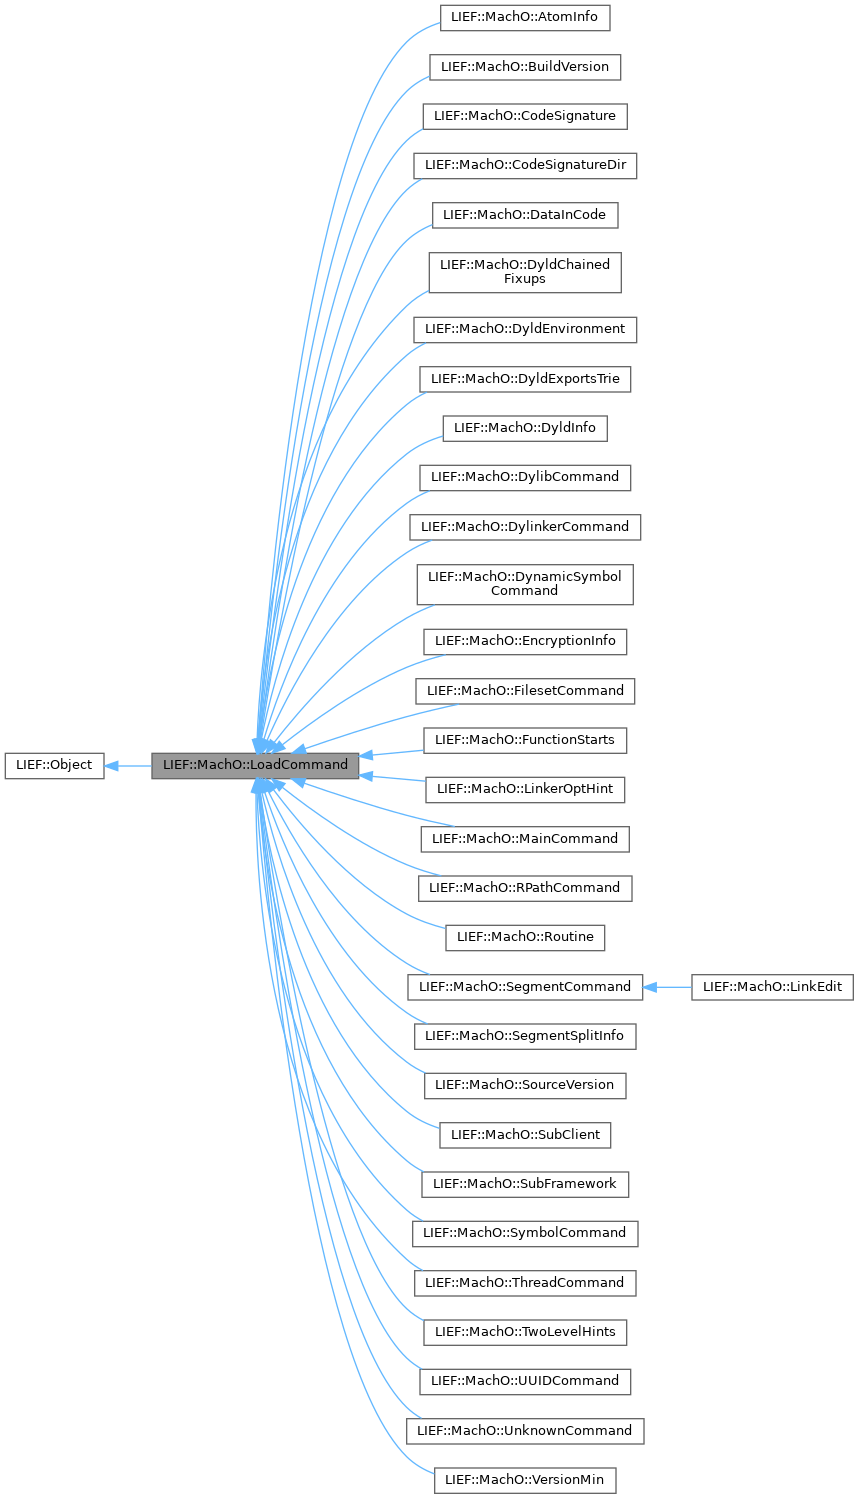 LIEF::MachO::AtomInfo
LIEF::MachO::BuildVersion
LIEF::MachO::CodeSignature
LIEF::MachO::CodeSignatureDir
LIEF::MachO::DataInCode
LIEF::MachO::DyldChained
Fixups
LIEF::MachO::DyldEnvironment
LIEF::MachO::DyldExportsTrie
LIEF::MachO::DyldInfo
LIEF::MachO::DylibCommand
LIEF::MachO::DylinkerCommand
LIEF::MachO::DynamicSymbol
Command
LIEF::MachO::EncryptionInfo
LIEF::MachO::FilesetCommand
LIEF::MachO::FunctionStarts
LIEF::Object
LIEF::MachO::LoadCommand
LIEF::MachO::LinkerOptHint
LIEF::MachO::MainCommand
LIEF::MachO::RPathCommand
LIEF::MachO::Routine
LIEF::MachO::SegmentCommand
LIEF::MachO::LinkEdit
LIEF::MachO::SegmentSplitInfo
LIEF::MachO::SourceVersion
LIEF::MachO::SubClient
LIEF::MachO::SubFramework
LIEF::MachO::SymbolCommand
LIEF::MachO::ThreadCommand
LIEF::MachO::TwoLevelHints
LIEF::MachO::UUIDCommand
LIEF::MachO::UnknownCommand
LIEF::MachO::VersionMin